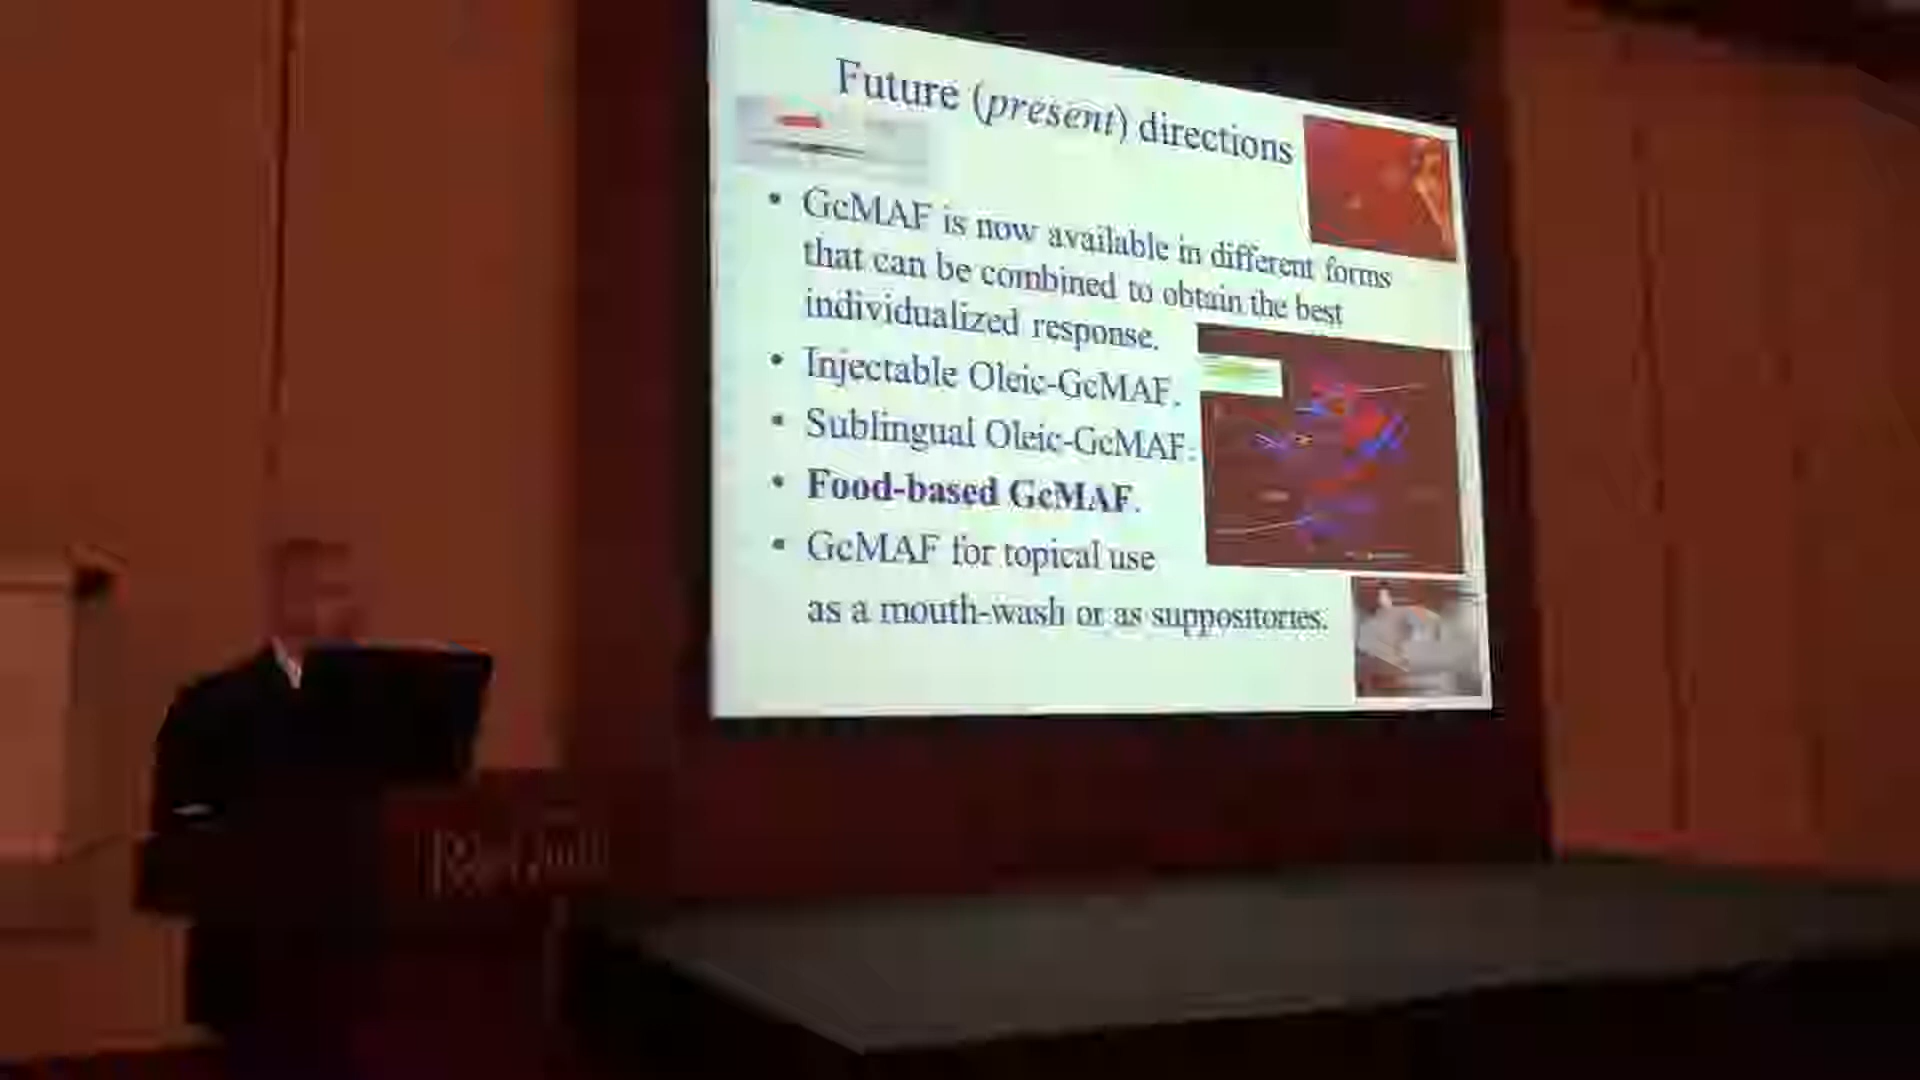 Future (present) directions
• GcMAF is now available in different forms
that can be combined to obtain the best
individualized response.
• Injectable Oleic-GcMAF.
• Sublingual Oleic-GcMAF.
• Food-based GcMAF.
• GcMAF for topical use
as a mouth-wash or as suppositories.